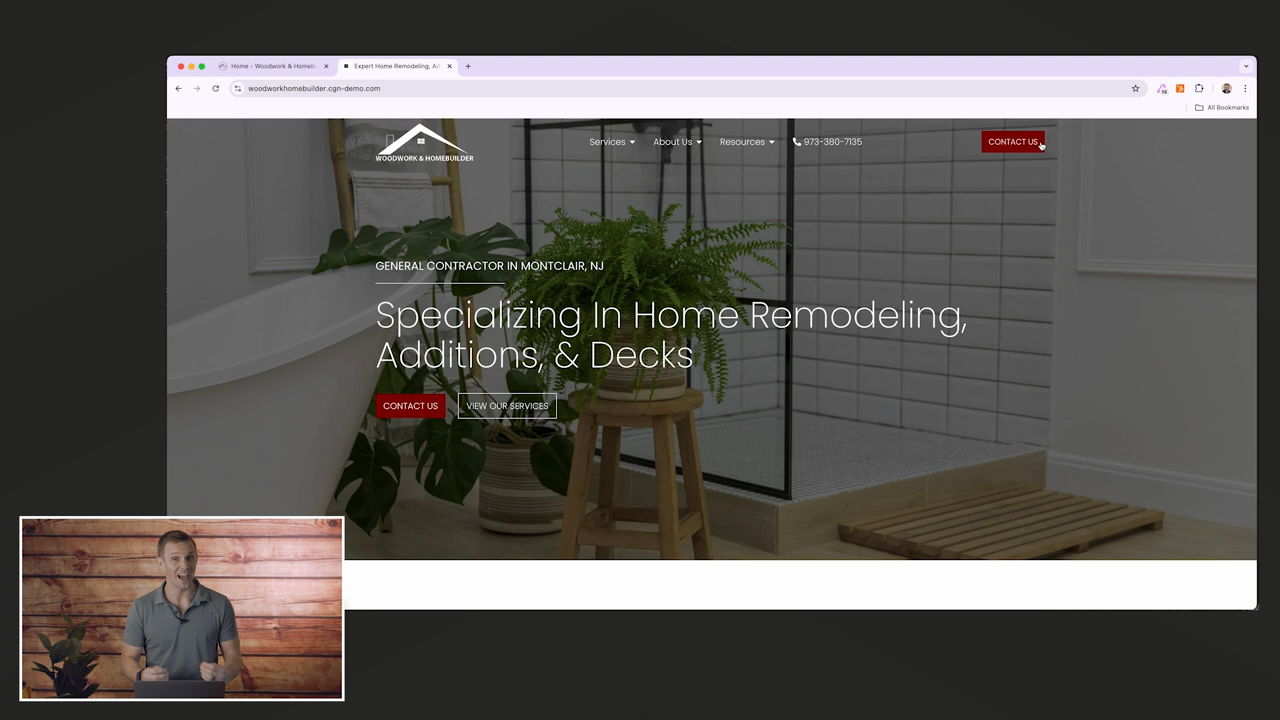 Home - Woodwork & Homeb
Expert Home Remodeling, Ad
woodworkhomebuilder.cgn-demo.com
All Bookmarks
WOODWORK & HOMEBUILDER
Services
About Us
Resources
973-380-7135
CONTACT US
GENERAL CONTRACTOR IN MONTCLAIR, NJ
Specializing In Home Remodeling,
Additions, & Decks
CONTACT US
VIEW OUR SERVICES